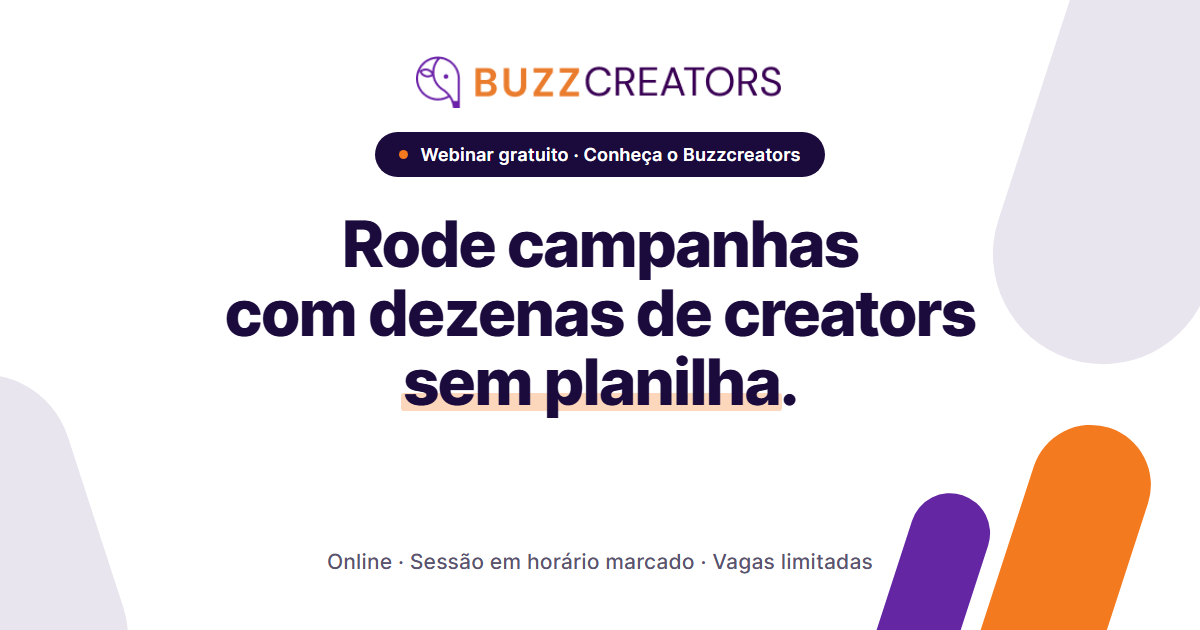 BUZZCREATORS
Webinar gratuito · Conheça o Buzzcreators
Rode campanhas
com dezenas de creators
sem planilha.
Online · Sessão em horário marcado · Vagas limitadas